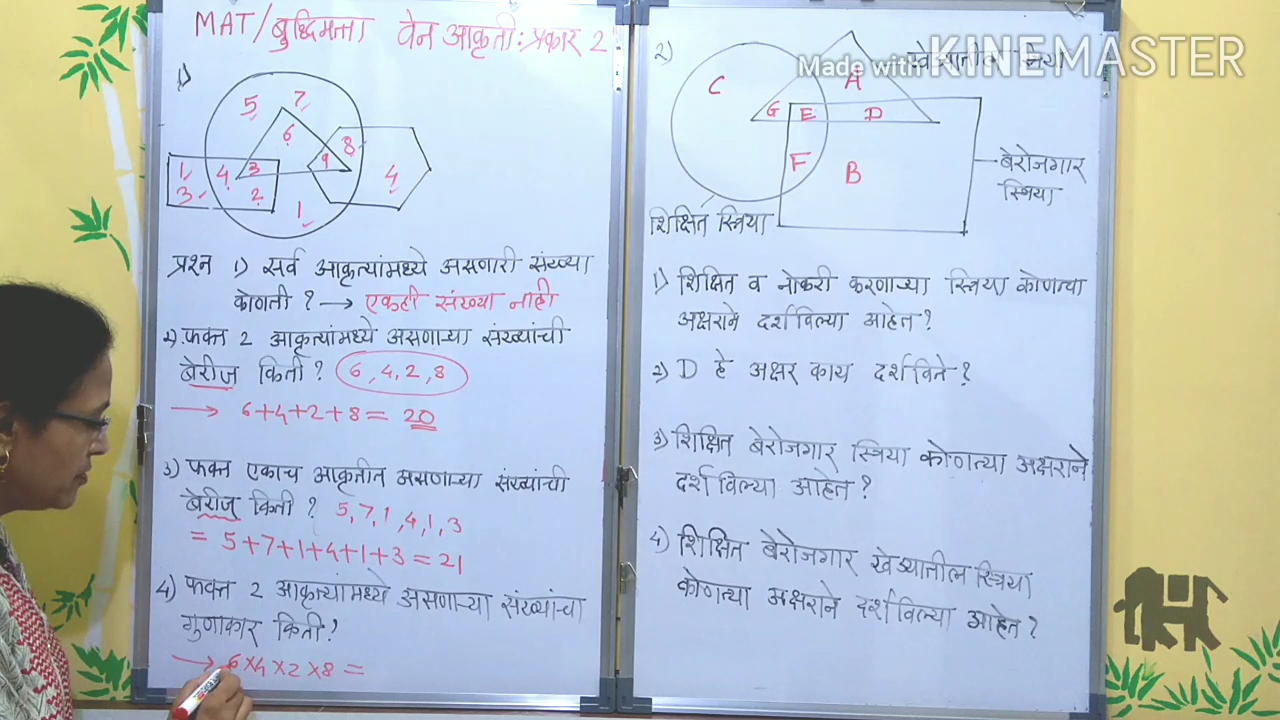 MAT/बुद्धिमत्ता वेन आकृती : प्रकार 2
1)
5 7
6
8
9
1 4 3 4
3 2
1
प्रश्न 1) सर्व आकृत्यांमध्ये असणारी संख्या
कोणती ? → एकही संख्या नाही
2) फक्त 2 आकृत्यांमध्ये असणाऱ्या संख्यांची
बेरीज किती ? 6, 4, 2, 8
→ 6+4+2+8 = 20
3) फक्त एकाच आकृतीत असणाऱ्या संख्यांची
बेरीज किती ? 5, 7, 1, 4, 1, 3
= 5+7+1+4+1+3 = 21
4) फक्त 2 आकृत्यांमध्ये असणाऱ्या संख्यांचा
गुणाकार किती?
→ 6×4×2×8 =
2)
Made with KINEMASTER
खेड्यातील स्त्रिया
C A
G E D
F B
बेरोजगार
स्त्रिया
शिक्षित स्त्रिया
1) शिक्षित व नोकरी करणाऱ्या स्त्रिया कोणत्या
अक्षराने दर्शविल्या आहेत?
2) D हे अक्षर काय दर्शविते?
3) शिक्षित बेरोजगार स्त्रिया कोणत्या अक्षराने
दर्शविल्या आहेत?
4) शिक्षित बेरोजगार खेड्यातील स्त्रिया
कोणत्या अक्षराने दर्शविल्या आहेत?